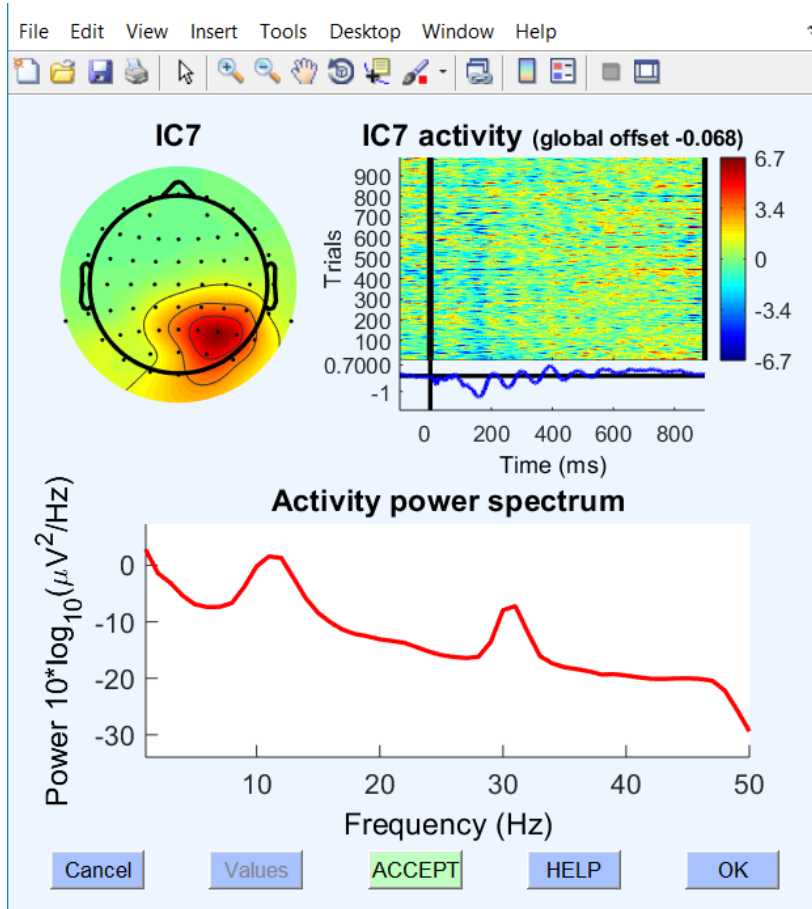 File Edit View Insert Tools Desktop Window Help
IC7
IC7 activity (global offset -0.068)
Trials
900
800
700
600
500
400
300
200
100
0.7000
-1
0 200 400 600 800
Time (ms)
6.7
3.4
0
-3.4
-6.7
Activity power spectrum
Power 10*log₁₀(μV²/Hz)
0
-10
-20
-30
10 20 30 40 50
Frequency (Hz)
Cancel Values ACCEPT HELP OK